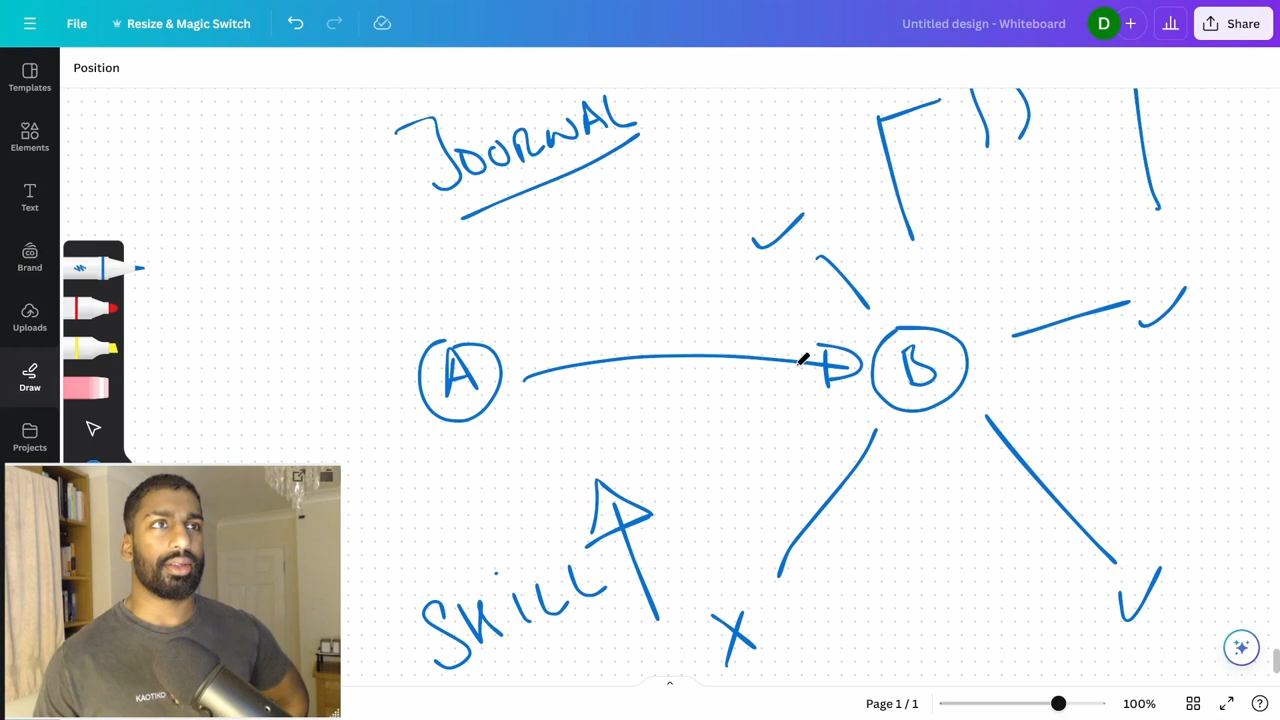 File
Resize & Magic Switch
Untitled design - Whiteboard
D
Share
Position
Templates
Elements
Text
Brand
Uploads
Draw
Projects
JOORNAL
A
B
SKILL
X
KAOTIKO
Page 1 / 1
100%